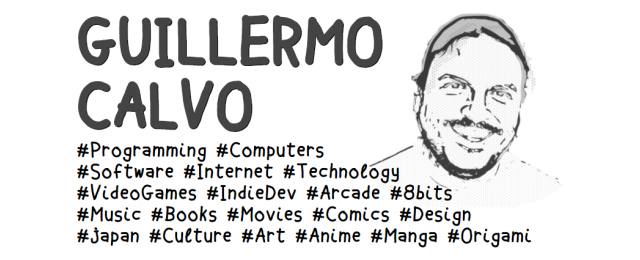 GUILLERMO
CALVO
#Programming #Computers
#Software #Internet #Technology
#VideoGames #IndieDev #Arcade #8bits
#Music #Books #Movies #Comics #Design
#Japan #Culture #Art #Anime #Manga #Origami